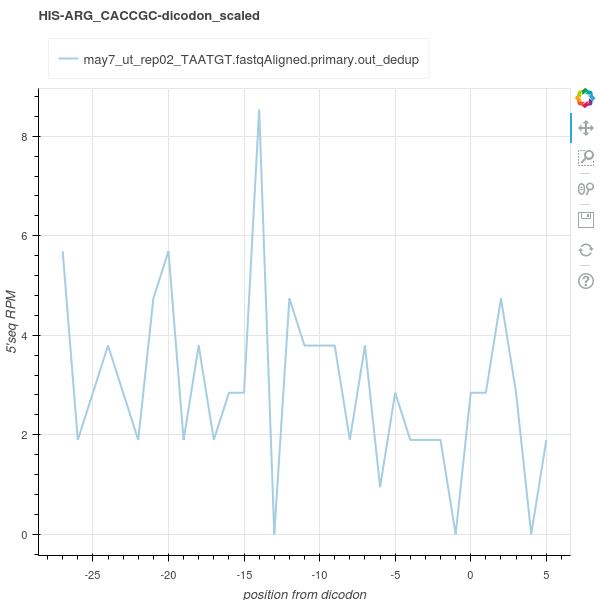 HIS-ARG_CACCGC-dicodon_scaled
may7_ut_rep02_TAATGT.fastqAligned.primary.out_dedup
8
6
4
2
0
5'seq RPM
-25 -20 -15 -10 -5 0 5
position from dicodon